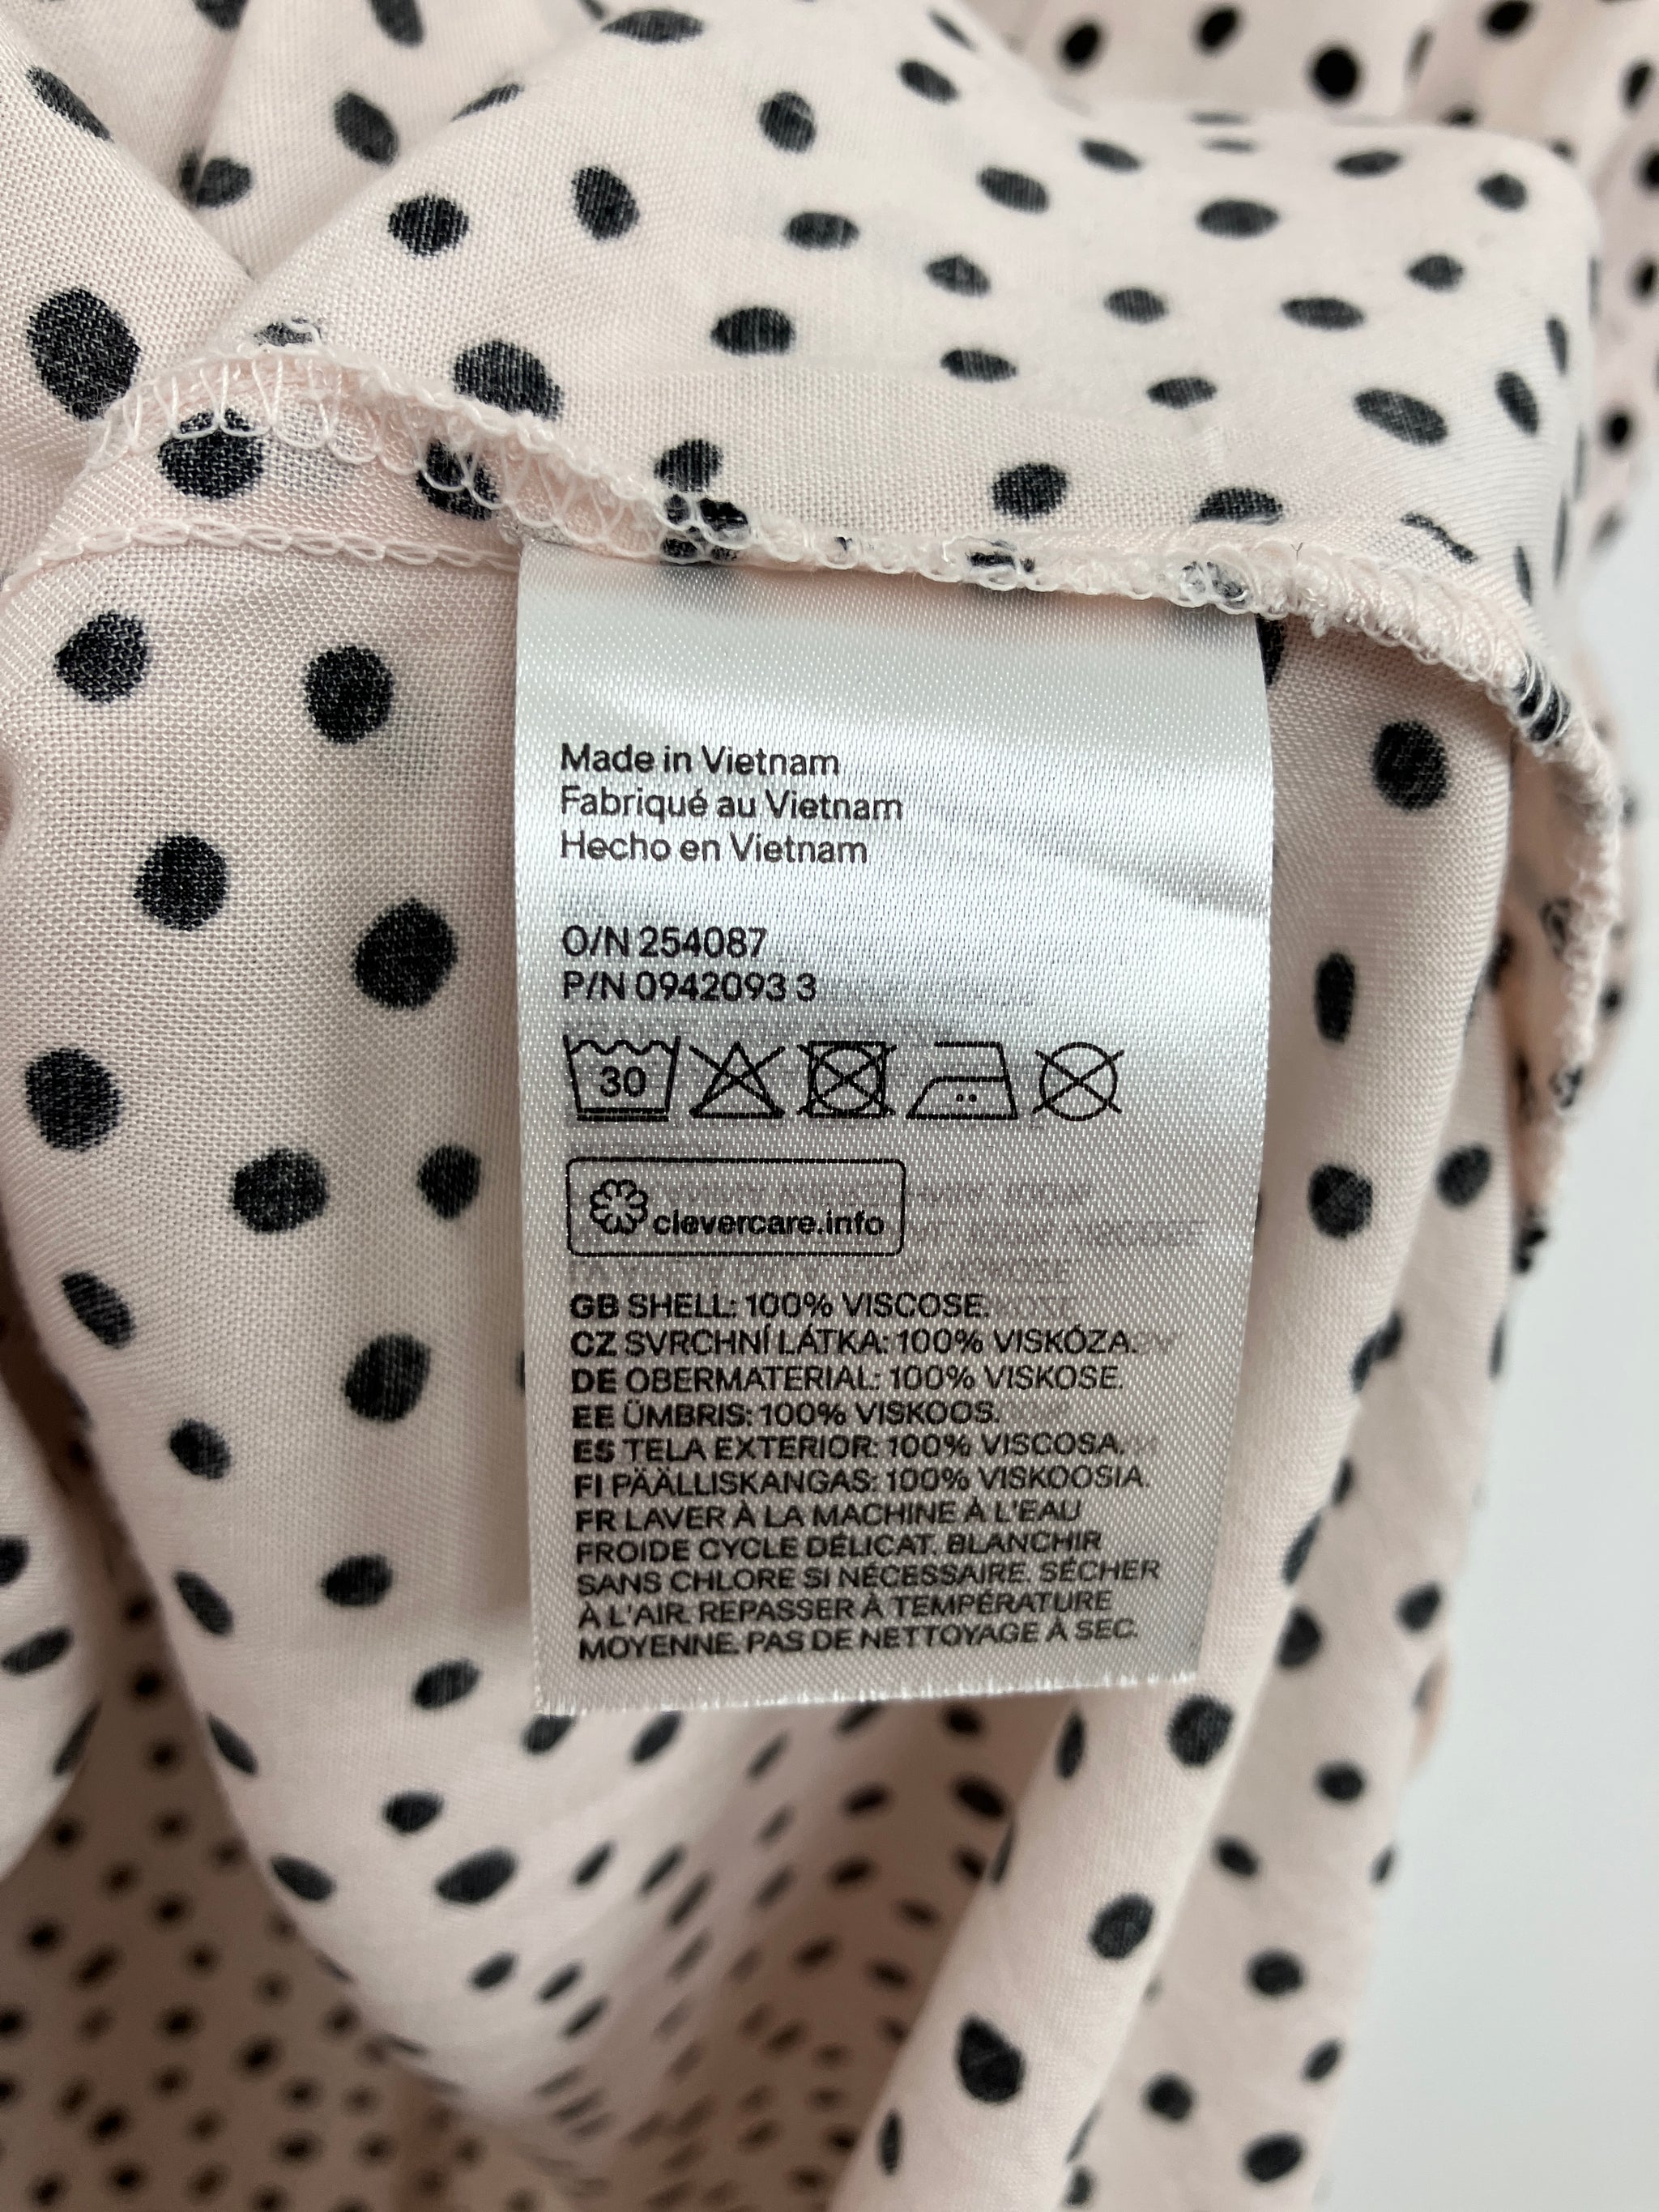 Made in Vietnam
Fabriqué au Vietnam
Hecho en Vietnam
O/N 254087
P/N 0942093 3
30
clevercare.info
GB SHELL: 100% VISCOSE.
CZ SVRCHNÍ LÁTKA: 100% VISKÓZA.
DE OBERMATERIAL: 100% VISKOSE.
EE ÜMBRIS: 100% VISKOOS.
ES TELA EXTERIOR: 100% VISCOSA.
FI PÄÄLLISKANGAS: 100% VISKOOSIA.
FR LAVER À LA MACHINE À L'EAU
FROIDE CYCLE DÉLICAT. BLANCHIR
SANS CHLORE SI NÉCESSAIRE. SÉCHER
À L'AIR. REPASSER À TEMPÉRATURE
MOYENNE. PAS DE NETTOYAGE À SEC.